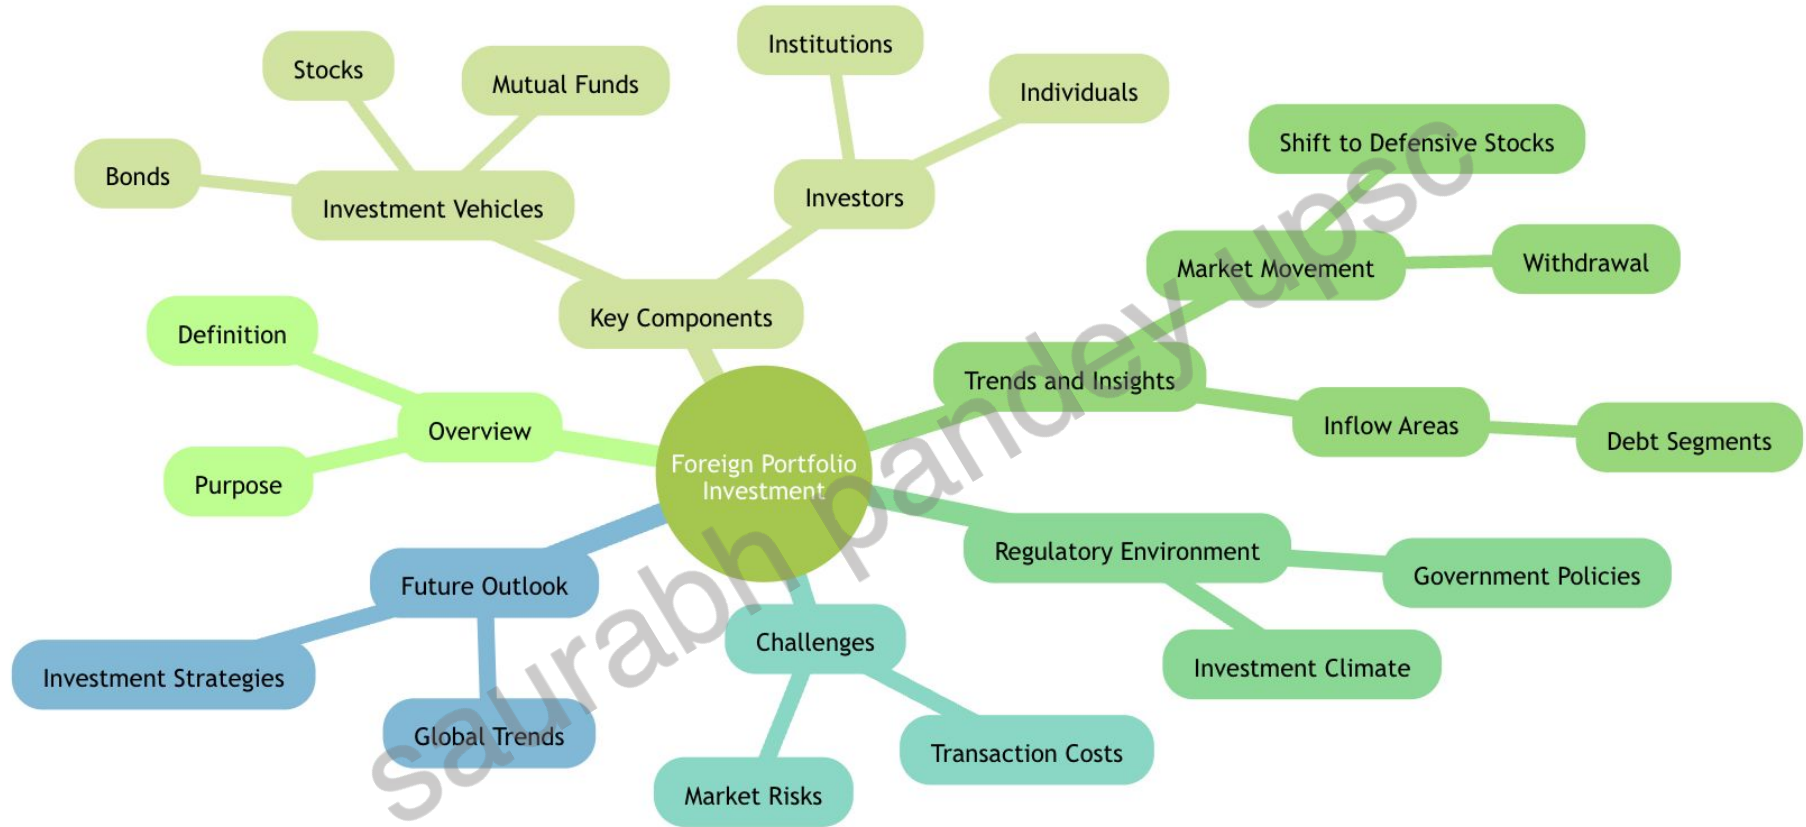 Institutions
Stocks
Mutual Funds
Individuals
Shift to Defensive Stocks
Bonds
Investment Vehicles
Investors
Market Movement
Withdrawal
Key Components
Definition
Trends and Insights
Inflow Areas
Debt Segments
Overview
Foreign Portfolio
Investment
Purpose
Regulatory Environment
Government Policies
Future Outlook
Challenges
Investment Climate
Investment Strategies
Global Trends
Transaction Costs
Market Risks
saurabh pandey upsc